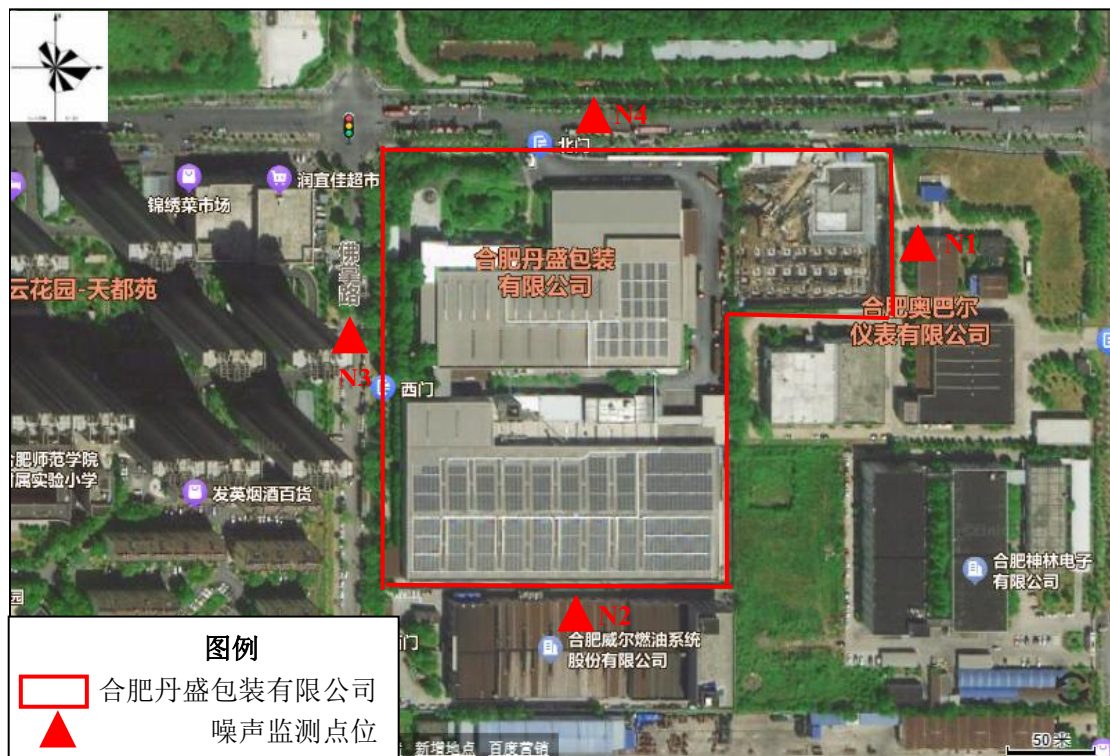 N4
北门
润宜佳超市
锦绣菜市场
N1
合肥丹盛包装
有限公司
佛掌路
云花园-天都苑
合肥奥巴尔
仪表有限公司
N3
西门
合肥师范学院
属实验小学
发英烟酒百货
合肥神林电子
有限公司
N2
园
门
合肥威尔燃油系统
股份有限公司
图例
合肥丹盛包装有限公司
噪声监测点位
新增地点 百度营销
50米